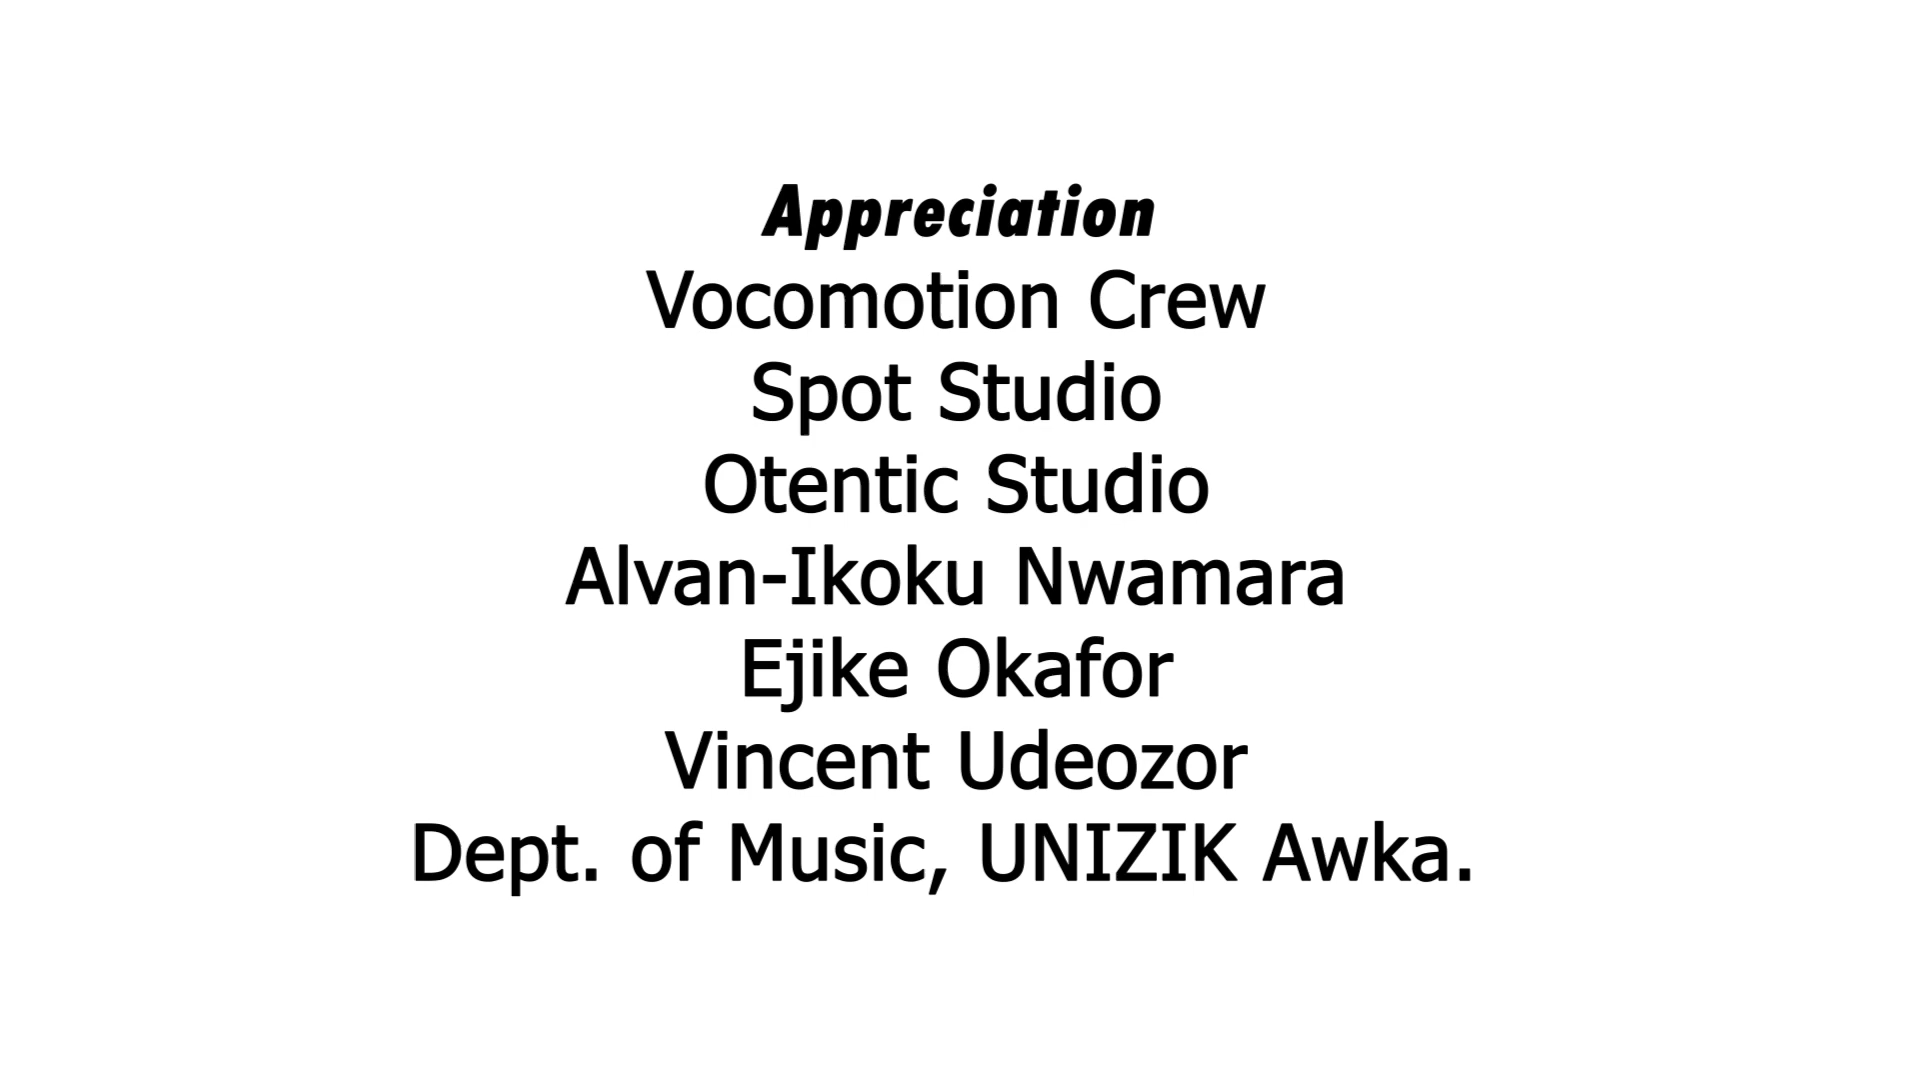 Appreciation
Vocomotion Crew
Spot Studio
Otentic Studio
Alvan-Ikoku Nwamara
Ejike Okafor
Vincent Udeozor
Dept. of Music, UNIZIK Awka.